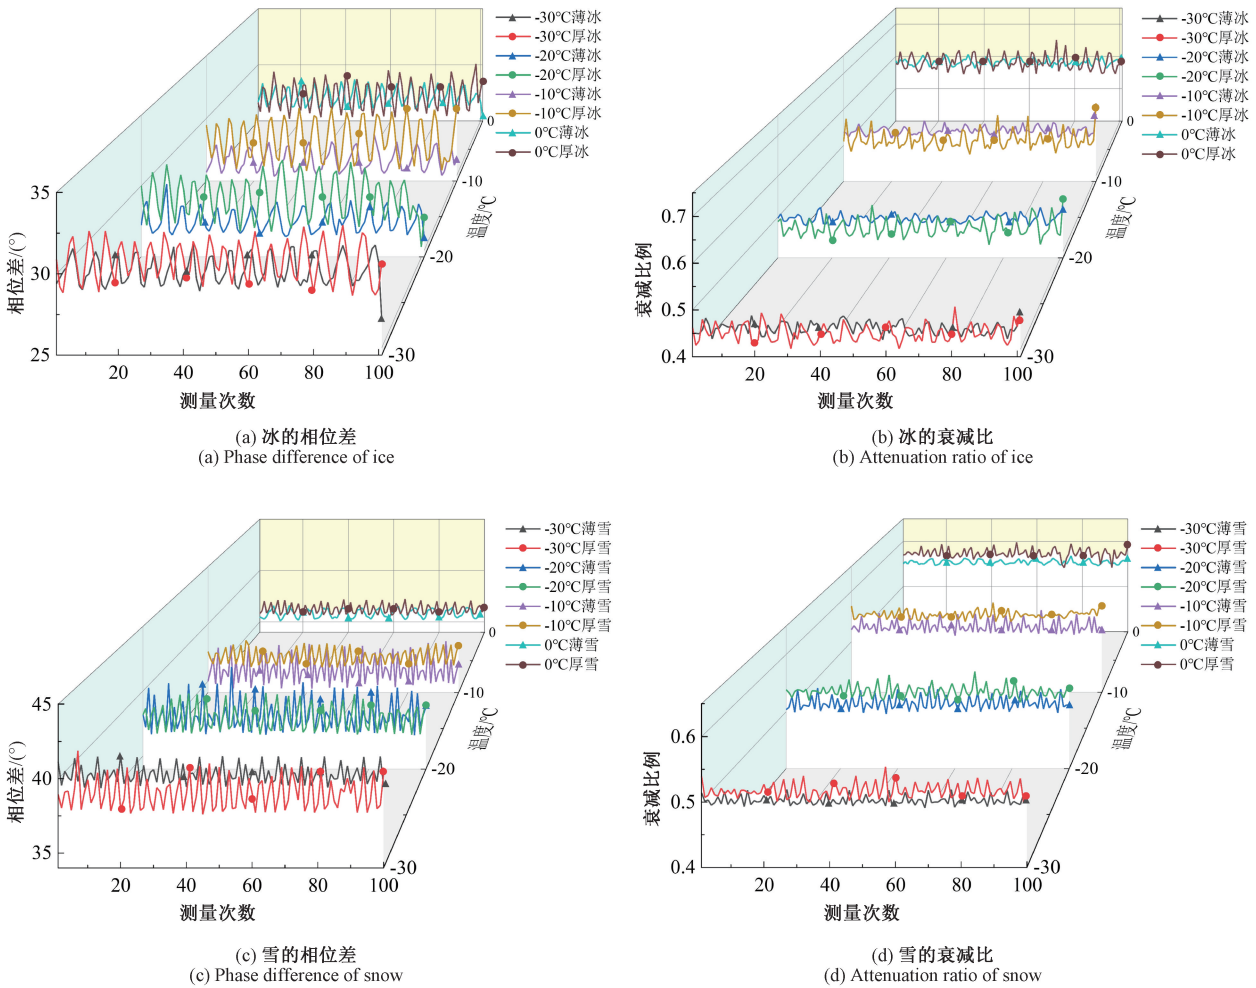 -30℃薄冰
-30℃厚冰
-20℃薄冰
-20℃厚冰
-10℃薄冰
-10℃厚冰
0℃薄冰
0℃厚冰
35
30
25
相位差/(°)
20
40
60
80
100
测量次数
0
-10
-20
-30
温度/℃
(a) 冰的相位差
(a) Phase difference of ice
-30℃薄冰
-30℃厚冰
-20℃薄冰
-20℃厚冰
-10℃薄冰
-10℃厚冰
0℃薄冰
0℃厚冰
0.7
0.6
0.5
0.4
衰减比例
20
40
60
80
100
测量次数
0
-10
-20
-30
温度/℃
(b) 冰的衰减比
(b) Attenuation ratio of ice
-30℃薄雪
-30℃厚雪
-20℃薄雪
-20℃厚雪
-10℃薄雪
-10℃厚雪
0℃薄雪
0℃厚雪
45
40
35
相位差/(°)
20
40
60
80
100
测量次数
0
-10
-20
-30
温度/℃
(c) 雪的相位差
(c) Phase difference of snow
-30℃薄雪
-30℃厚雪
-20℃薄雪
-20℃厚雪
-10℃薄雪
-10℃厚雪
0℃薄雪
0℃厚雪
0.6
0.5
0.4
衰减比例
20
40
60
80
100
测量次数
0
-10
-20
-30
温度/℃
(d) 雪的衰减比
(d) Attenuation ratio of snow